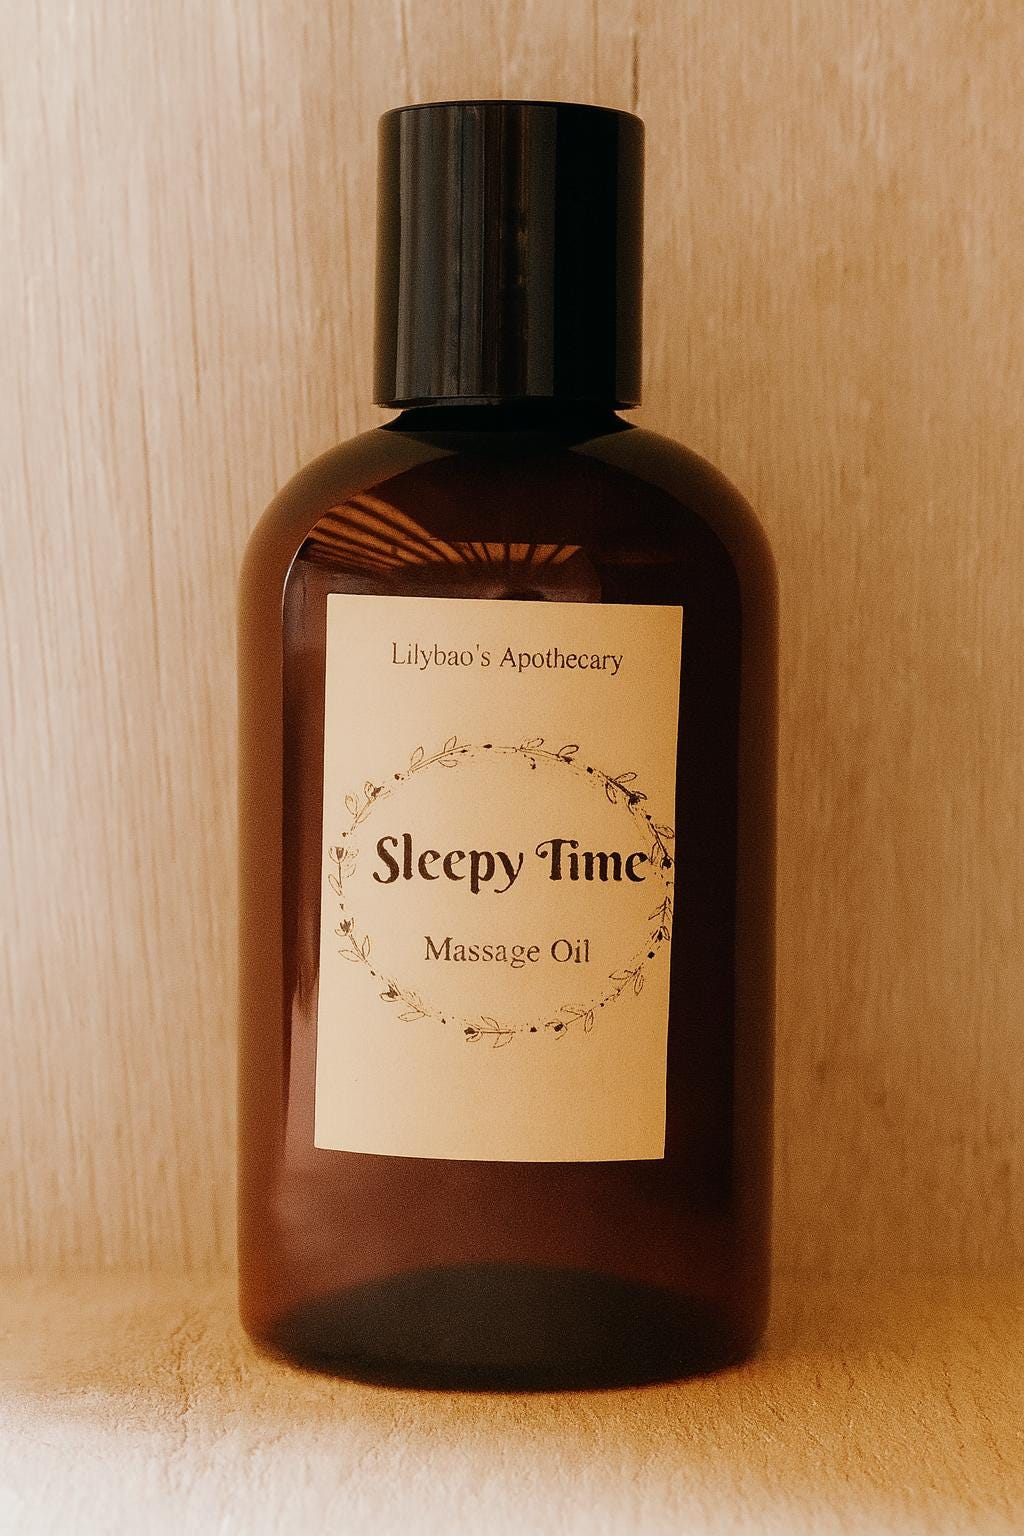 Lilybao's Apothecary
Sleepy Time
Massage Oil